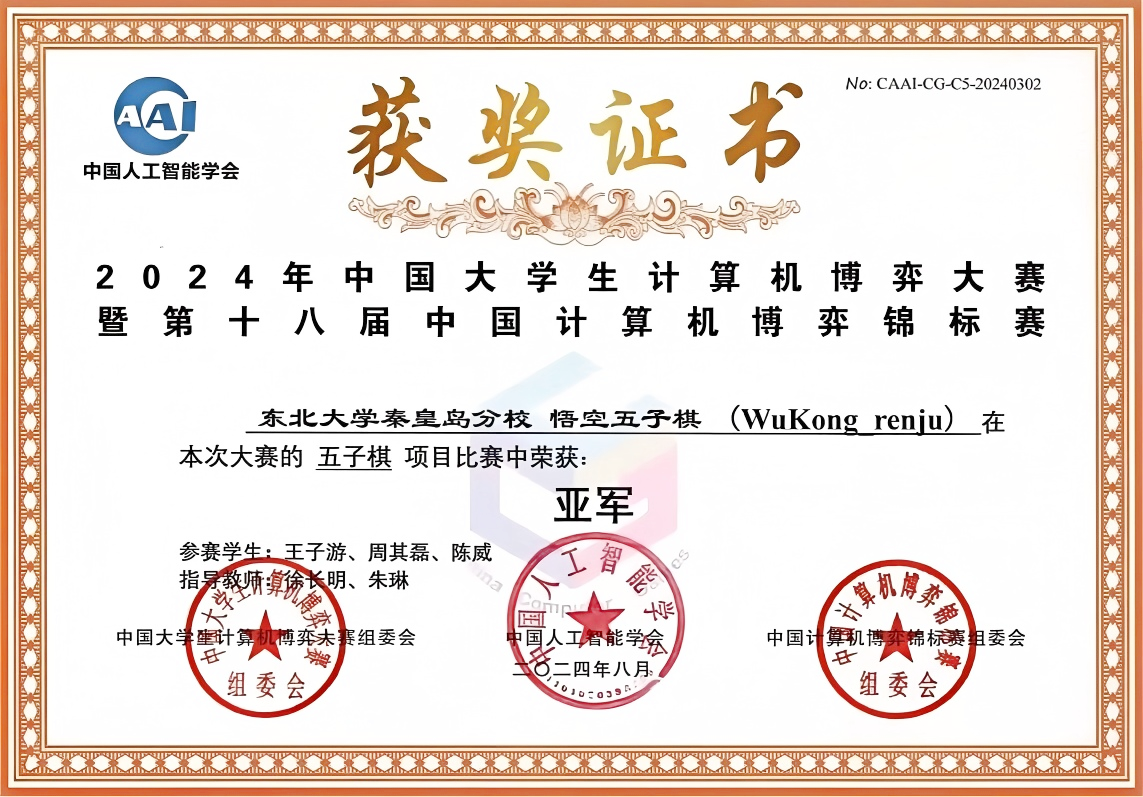 AAI
中国人工智能学会
No: CAAI-CG-C5-20240302
获奖证书
2024年中国大学生计算机博弈大赛
暨第十八届中国计算机博弈锦标赛
东北大学秦皇岛分校 悟空五子棋 （WuKong_renju） 在
本次大赛的 五子棋 项目比赛中荣获：
亚军
参赛学生：王子游、周其磊、陈威
指导教师：徐长明、朱琳
中国大学生计算机博弈大赛组委会
中国大学生计算机博弈大赛
组委会
中国人工智能学会
二〇二四年八月
中国人工智能学会
中国计算机博弈锦标赛组委会
中国计算机博弈锦标赛
组委会